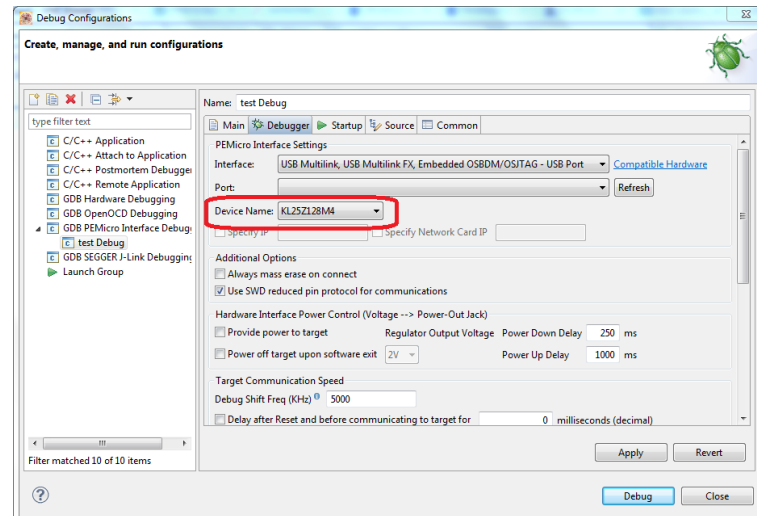 Debug Configurations
Create, manage, and run configurations
type filter text
C/C++ Application
C/C++ Attach to Application
C/C++ Postmortem Debugger
C/C++ Remote Application
GDB Hardware Debugging
GDB OpenOCD Debugging
GDB PEMicro Interface Debug
test Debug
GDB SEGGER J-Link Debugging
Launch Group
Filter matched 10 of 10 items
Name: test Debug
Main Debugger Startup Source Common
PEMicro Interface Settings
Interface: USB Multilink, USB Multilink FX, Embedded OSBDM/OSJTAG - USB Port Compatible Hardware
Port: Refresh
Device Name: KL25Z128M4
Specify IP Specify Network Card IP
Additional Options
Always mass erase on connect
Use SWD reduced pin protocol for communications
Hardware Interface Power Control (Voltage --> Power-Out Jack)
Provide power to target Regulator Output Voltage Power Down Delay 250 ms
Power off target upon software exit 2V Power Up Delay 1000 ms
Target Communication Speed
Debug Shift Freq (KHz) 5000
Delay after Reset and before communicating to target for 0 milliseconds (decimal)
Apply Revert
Debug Close